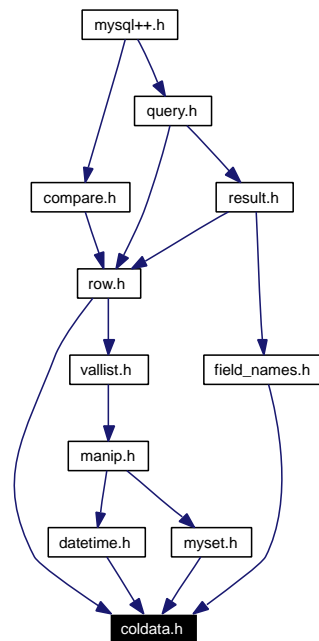 mysql++.h
query.h
compare.h
result.h
row.h
vallist.h
field_names.h
manip.h
datetime.h
myset.h
coldata.h